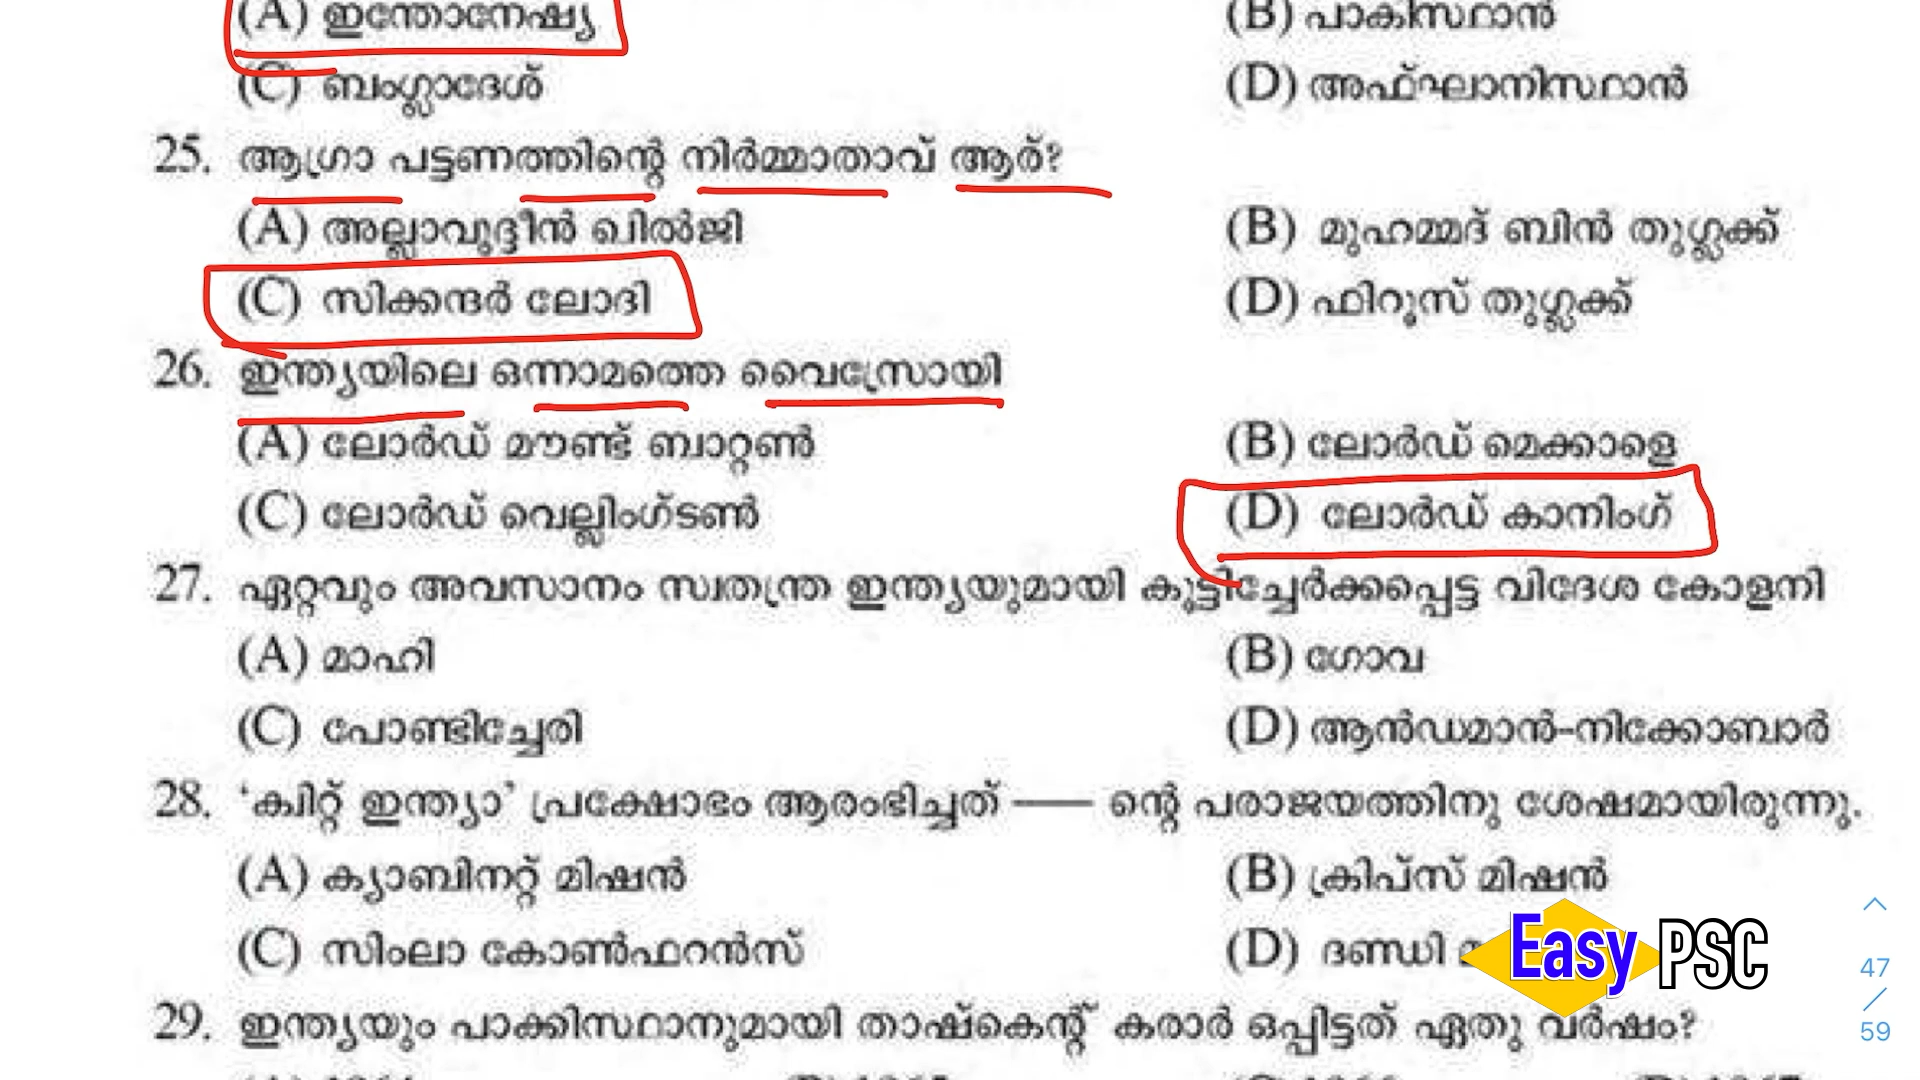 (A) ഇന്തോനേഷ്യ (B) പാകിസ്ഥാൻ
(C) ബംഗ്ലാദേശ് (D) അഫ്ഘാനിസ്ഥാൻ
25. ആഗ്രാ പട്ടണത്തിന്റെ നിർമ്മാതാവ് ആര്?
(A) അല്ലാവുദ്ദീൻ ഖിൽജി (B) മുഹമ്മദ് ബിൻ തുഗ്ലക്ക്
(C) സിക്കന്ദർ ലോദി (D) ഫിറൂസ് തുഗ്ലക്ക്
26. ഇന്ത്യയിലെ ഒന്നാമത്തെ വൈസ്രോയി
(A) ലോർഡ് മൗണ്ട് ബാറ്റൺ (B) ലോർഡ് മെക്കാളെ
(C) ലോർഡ് വെല്ലിംഗ്ടൺ (D) ലോർഡ് കാനിംഗ്
27. ഏറ്റവും അവസാനം സ്വതന്ത്ര ഇന്ത്യയുമായി കൂട്ടിച്ചേർക്കപ്പെട്ട വിദേശ കോളനി
(A) മാഹി (B) ഗോവ
(C) പോണ്ടിച്ചേരി (D) ആൻഡമാൻ-നിക്കോബാർ
28. ‘ക്വിറ്റ് ഇന്ത്യാ’ പ്രക്ഷോഭം ആരംഭിച്ചത് —— ന്റെ പരാജയത്തിനു ശേഷമായിരുന്നു.
(A) ക്യാബിനറ്റ് മിഷൻ (B) ക്രിപ്സ് മിഷൻ
(C) സിംലാ കോൺഫറൻസ് (D) ദണ്ഡി
Easy PSC
29. ഇന്ത്യയും പാക്കിസ്ഥാനുമായി താഷ്കെന്റ് കരാർ ഒപ്പിട്ടത് ഏതു വർഷം?
47
/
59